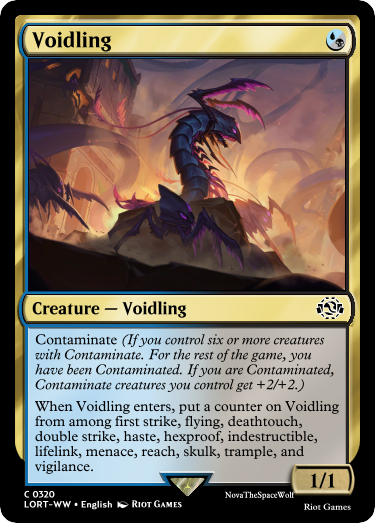 Voidling
Creature — Voidling
Contaminate (If you control six or more creatures
with Contaminate. For the rest of the game, you
have been Contaminated. If you are Contaminated,
Contaminate creatures you control get +2/+2.)
When Voidling enters, put a counter on Voidling
from among first strike, flying, deathtouch,
double strike, haste, hexproof, indestructible,
lifelink, menace, reach, skulk, trample, and
vigilance.
1/1
C 0320
LORT-WW • English Riot Games
NovaTheSpaceWolf
Riot Games